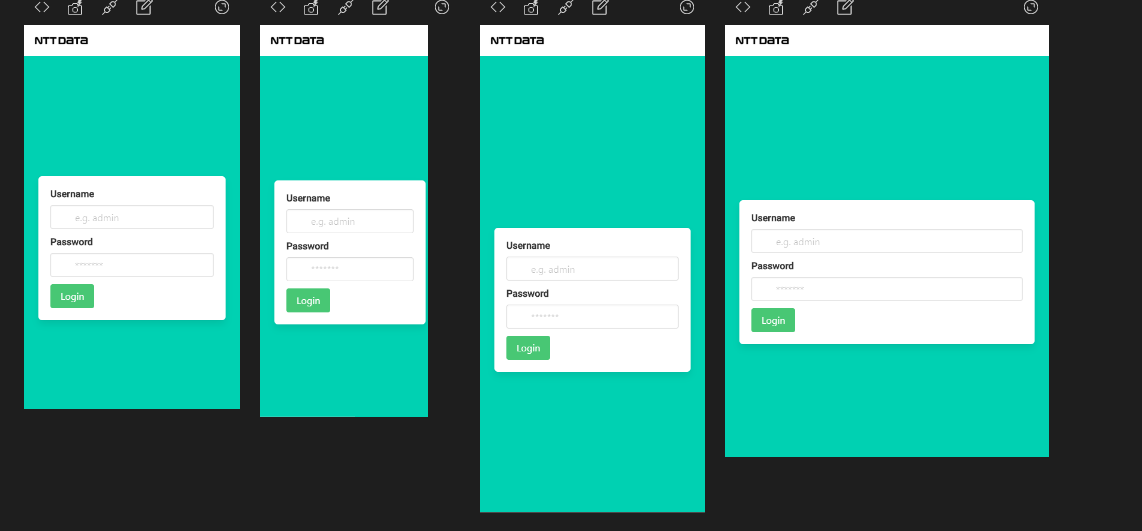 NTT DATA
Username
e.g. admin
Password
*******
Login
NTT DATA
Username
e.g. admin
Password
*******
Login
NTT DATA
Username
e.g. admin
Password
*******
Login
NTT DATA
Username
e.g. admin
Password
*******
Login